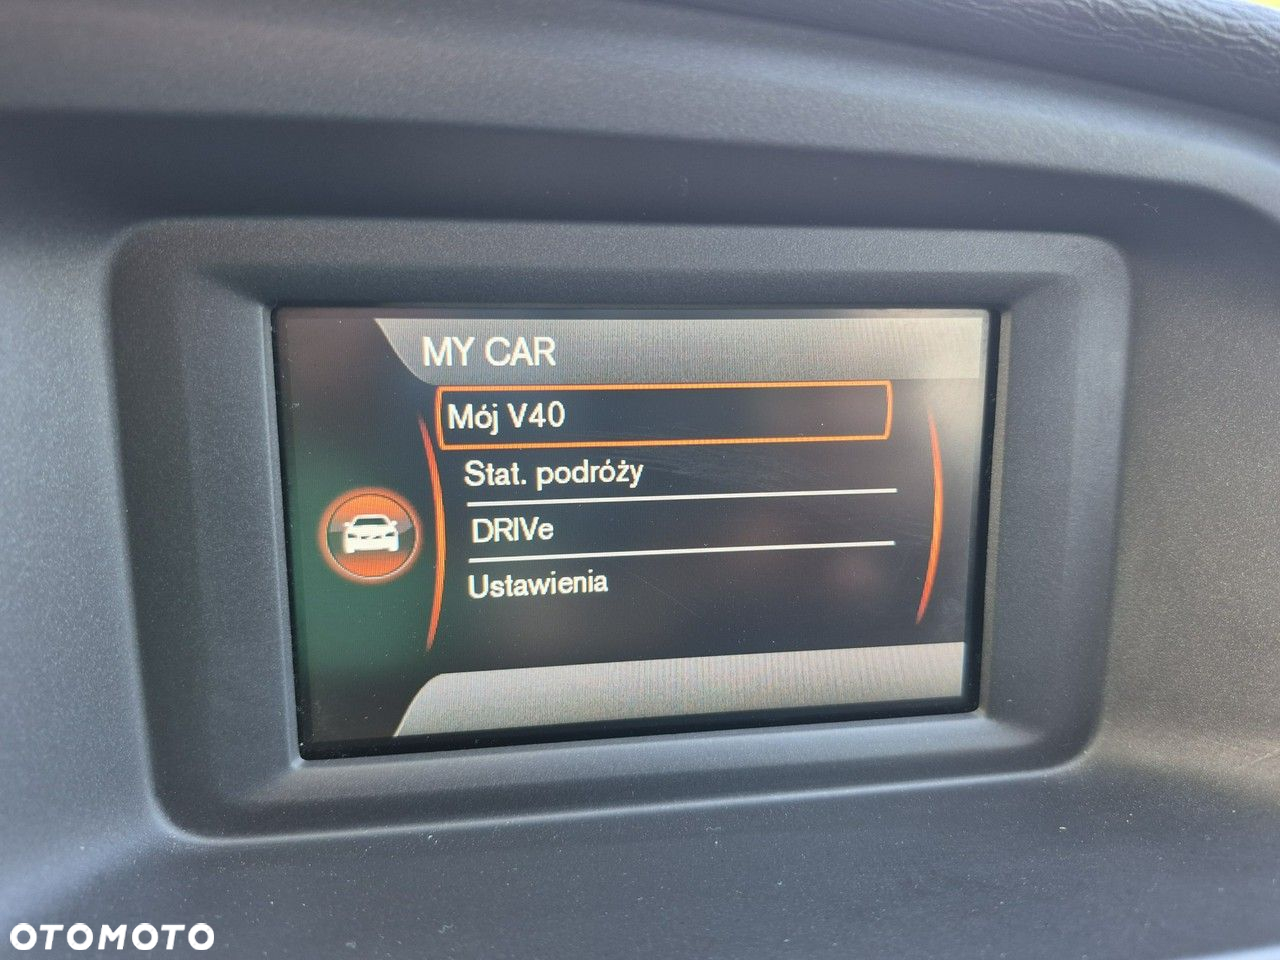 MY CAR
Mój V40
Stat. podróży
DRIVe
Ustawienia
OTOMOTO